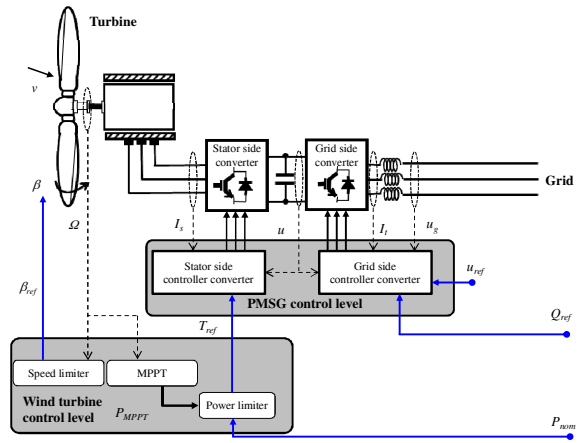 Turbine
v
Stator side
converter
Grid side
converter
Grid
β
Ω
I_s
u
I_t
u_g
Stator side
controller converter
Grid side
controller converter
u_ref
β_ref
PMSG control level
T_ref
Q_ref
Speed limiter
MPPT
Wind turbine
control level
P_MPPT
Power limiter
P_nom